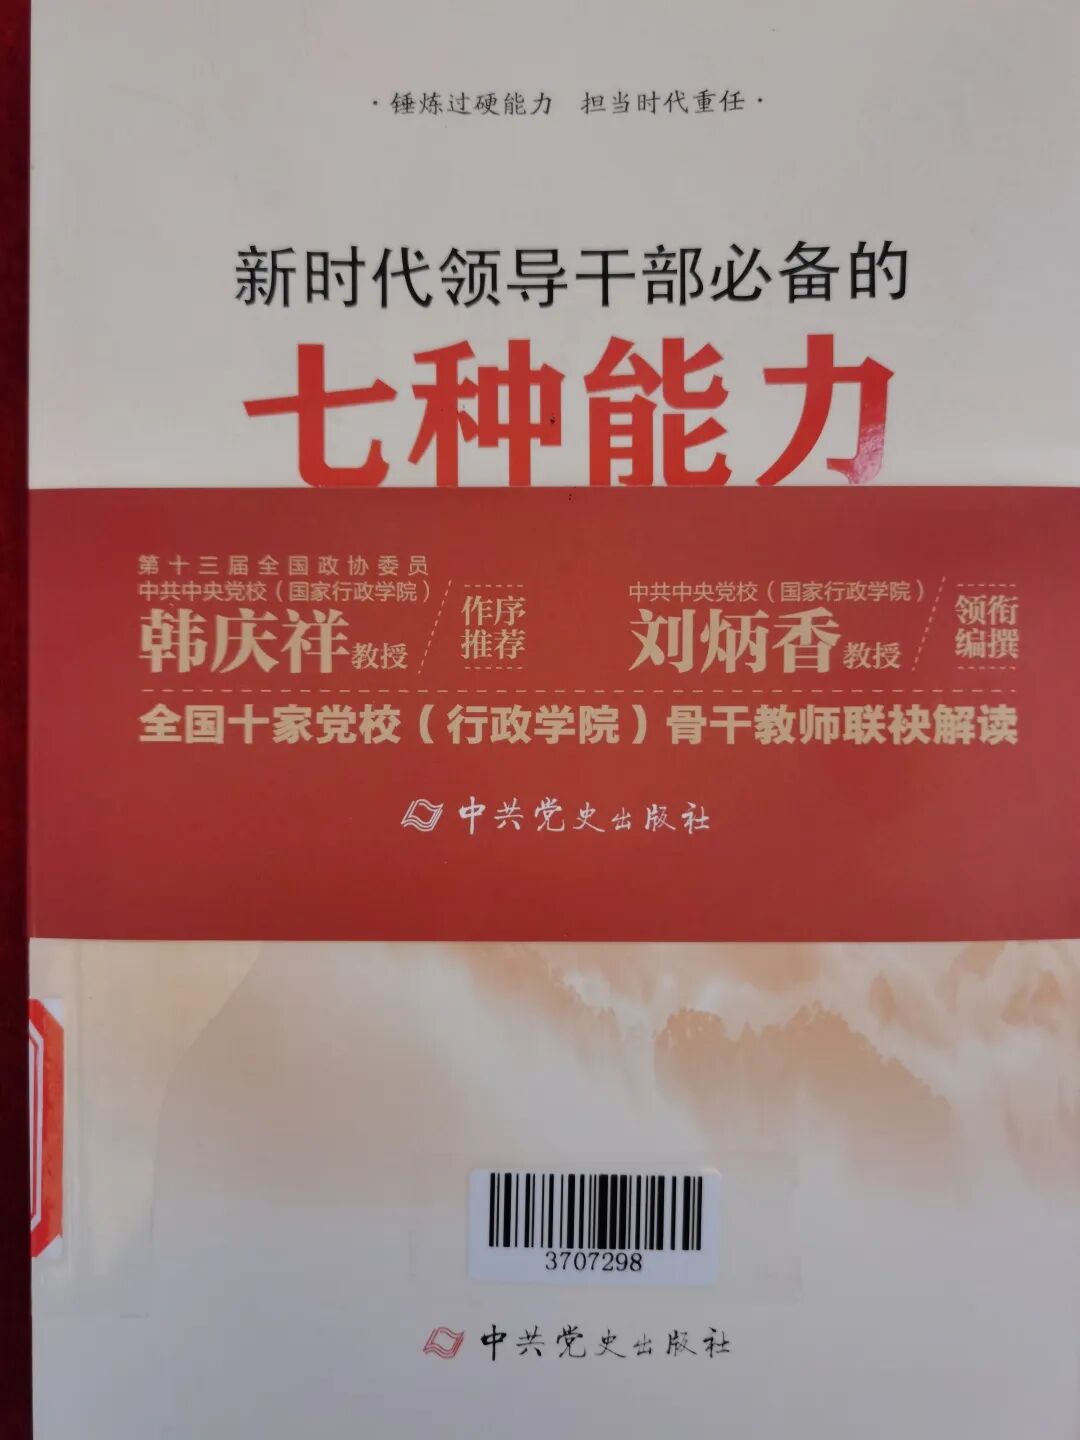 ·锤炼过硬能力 担当时代重任·
新时代领导干部必备的
七种能力
第十三届全国政协委员
中共中央党校（国家行政学院）
韩庆祥教授
作序
推荐
中共中央党校（国家行政学院）
刘炳香教授
领衔
编撰
全国十家党校（行政学院）骨干教师联袂解读
中共党史出版社
3707298
中共党史出版社